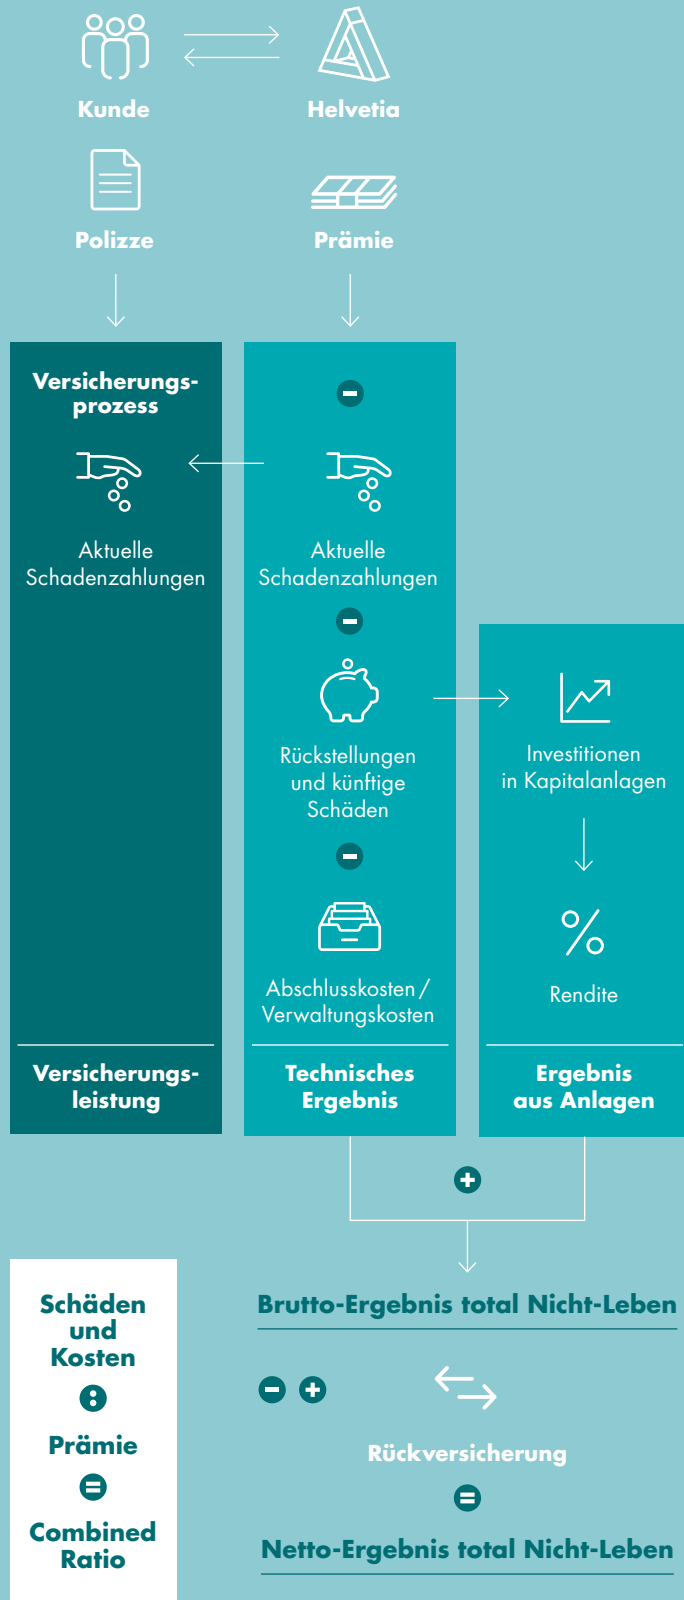 Kunde
Helvetia
Polizze
Prämie
Versicherungs-
prozess
Aktuelle
Schadenzahlungen
Versicherungs-
leistung
Aktuelle
Schadenzahlungen
Rückstellungen
und künftige
Schäden
Abschlusskosten /
Verwaltungskosten
Technisches
Ergebnis
Investitionen
in Kapitalanlagen
Rendite
Ergebnis
aus Anlagen
Schäden
und
Kosten
Prämie
Combined
Ratio
Brutto-Ergebnis total Nicht-Leben
Rückversicherung
Netto-Ergebnis total Nicht-Leben